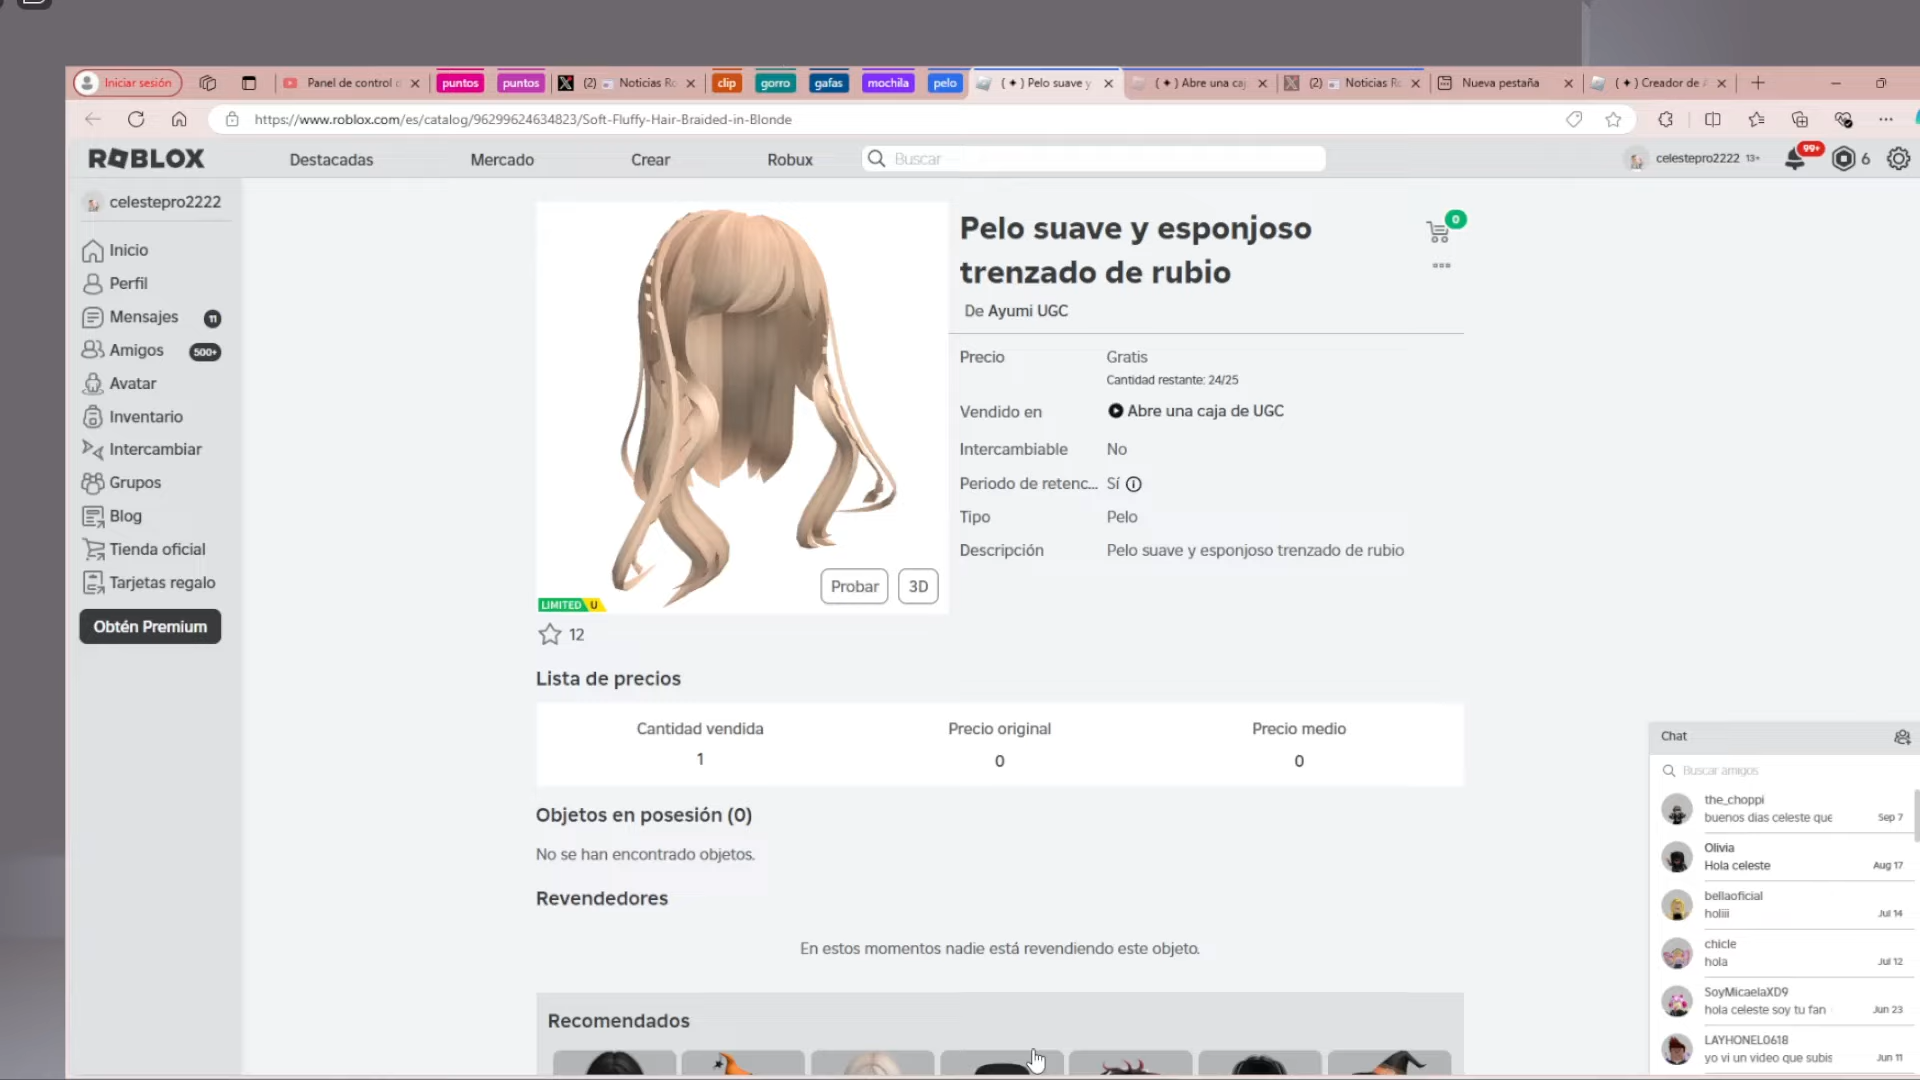 Iniciar sesión
Panel de control
puntos
puntos
(2)
Noticias Ro
clip
gorro
gafas
mochila
pelo
(✦) Pelo suave y
(✦) Abre una caj
(2)
Noticias Ro
Nueva pestaña
(✦) Creador de A
https://www.roblox.com/es/catalog/96299624634823/Soft-Fluffy-Hair-Braided-in-Blonde
ROBLOX
Destacadas
Mercado
Crear
Robux
Buscar
celestepro2222 13+
99+
6
celestepro2222
Inicio
Perfil
Mensajes 11
Amigos 500+
Avatar
Inventario
Intercambiar
Grupos
Blog
Tienda oficial
Tarjetas regalo
Obtén Premium
Probar
3D
LIMITED U
12
Pelo suave y esponjoso
trenzado de rubio
0
De Ayumi UGC
Precio Gratis
Cantidad restante: 24/25
Vendido en Abre una caja de UGC
Intercambiable No
Periodo de retenc... Sí
Tipo Pelo
Descripción Pelo suave y esponjoso trenzado de rubio
Lista de precios
Cantidad vendida Precio original Precio medio
1 0 0
Objetos en posesión (0)
No se han encontrado objetos.
Revendedores
En estos momentos nadie está revendiendo este objeto.
Recomendados
Chat
Buscar amigos
the_choppi
buenos dias celeste que Sep 7
Olivia
Hola celeste Aug 17
bellaoficial
holiii Jul 14
chicle
hola Jul 12
SoyMicaelaXD9
hola celeste soy tu fan Jun 23
LAYHONEL0618
yo vi un video que subis Jun 11